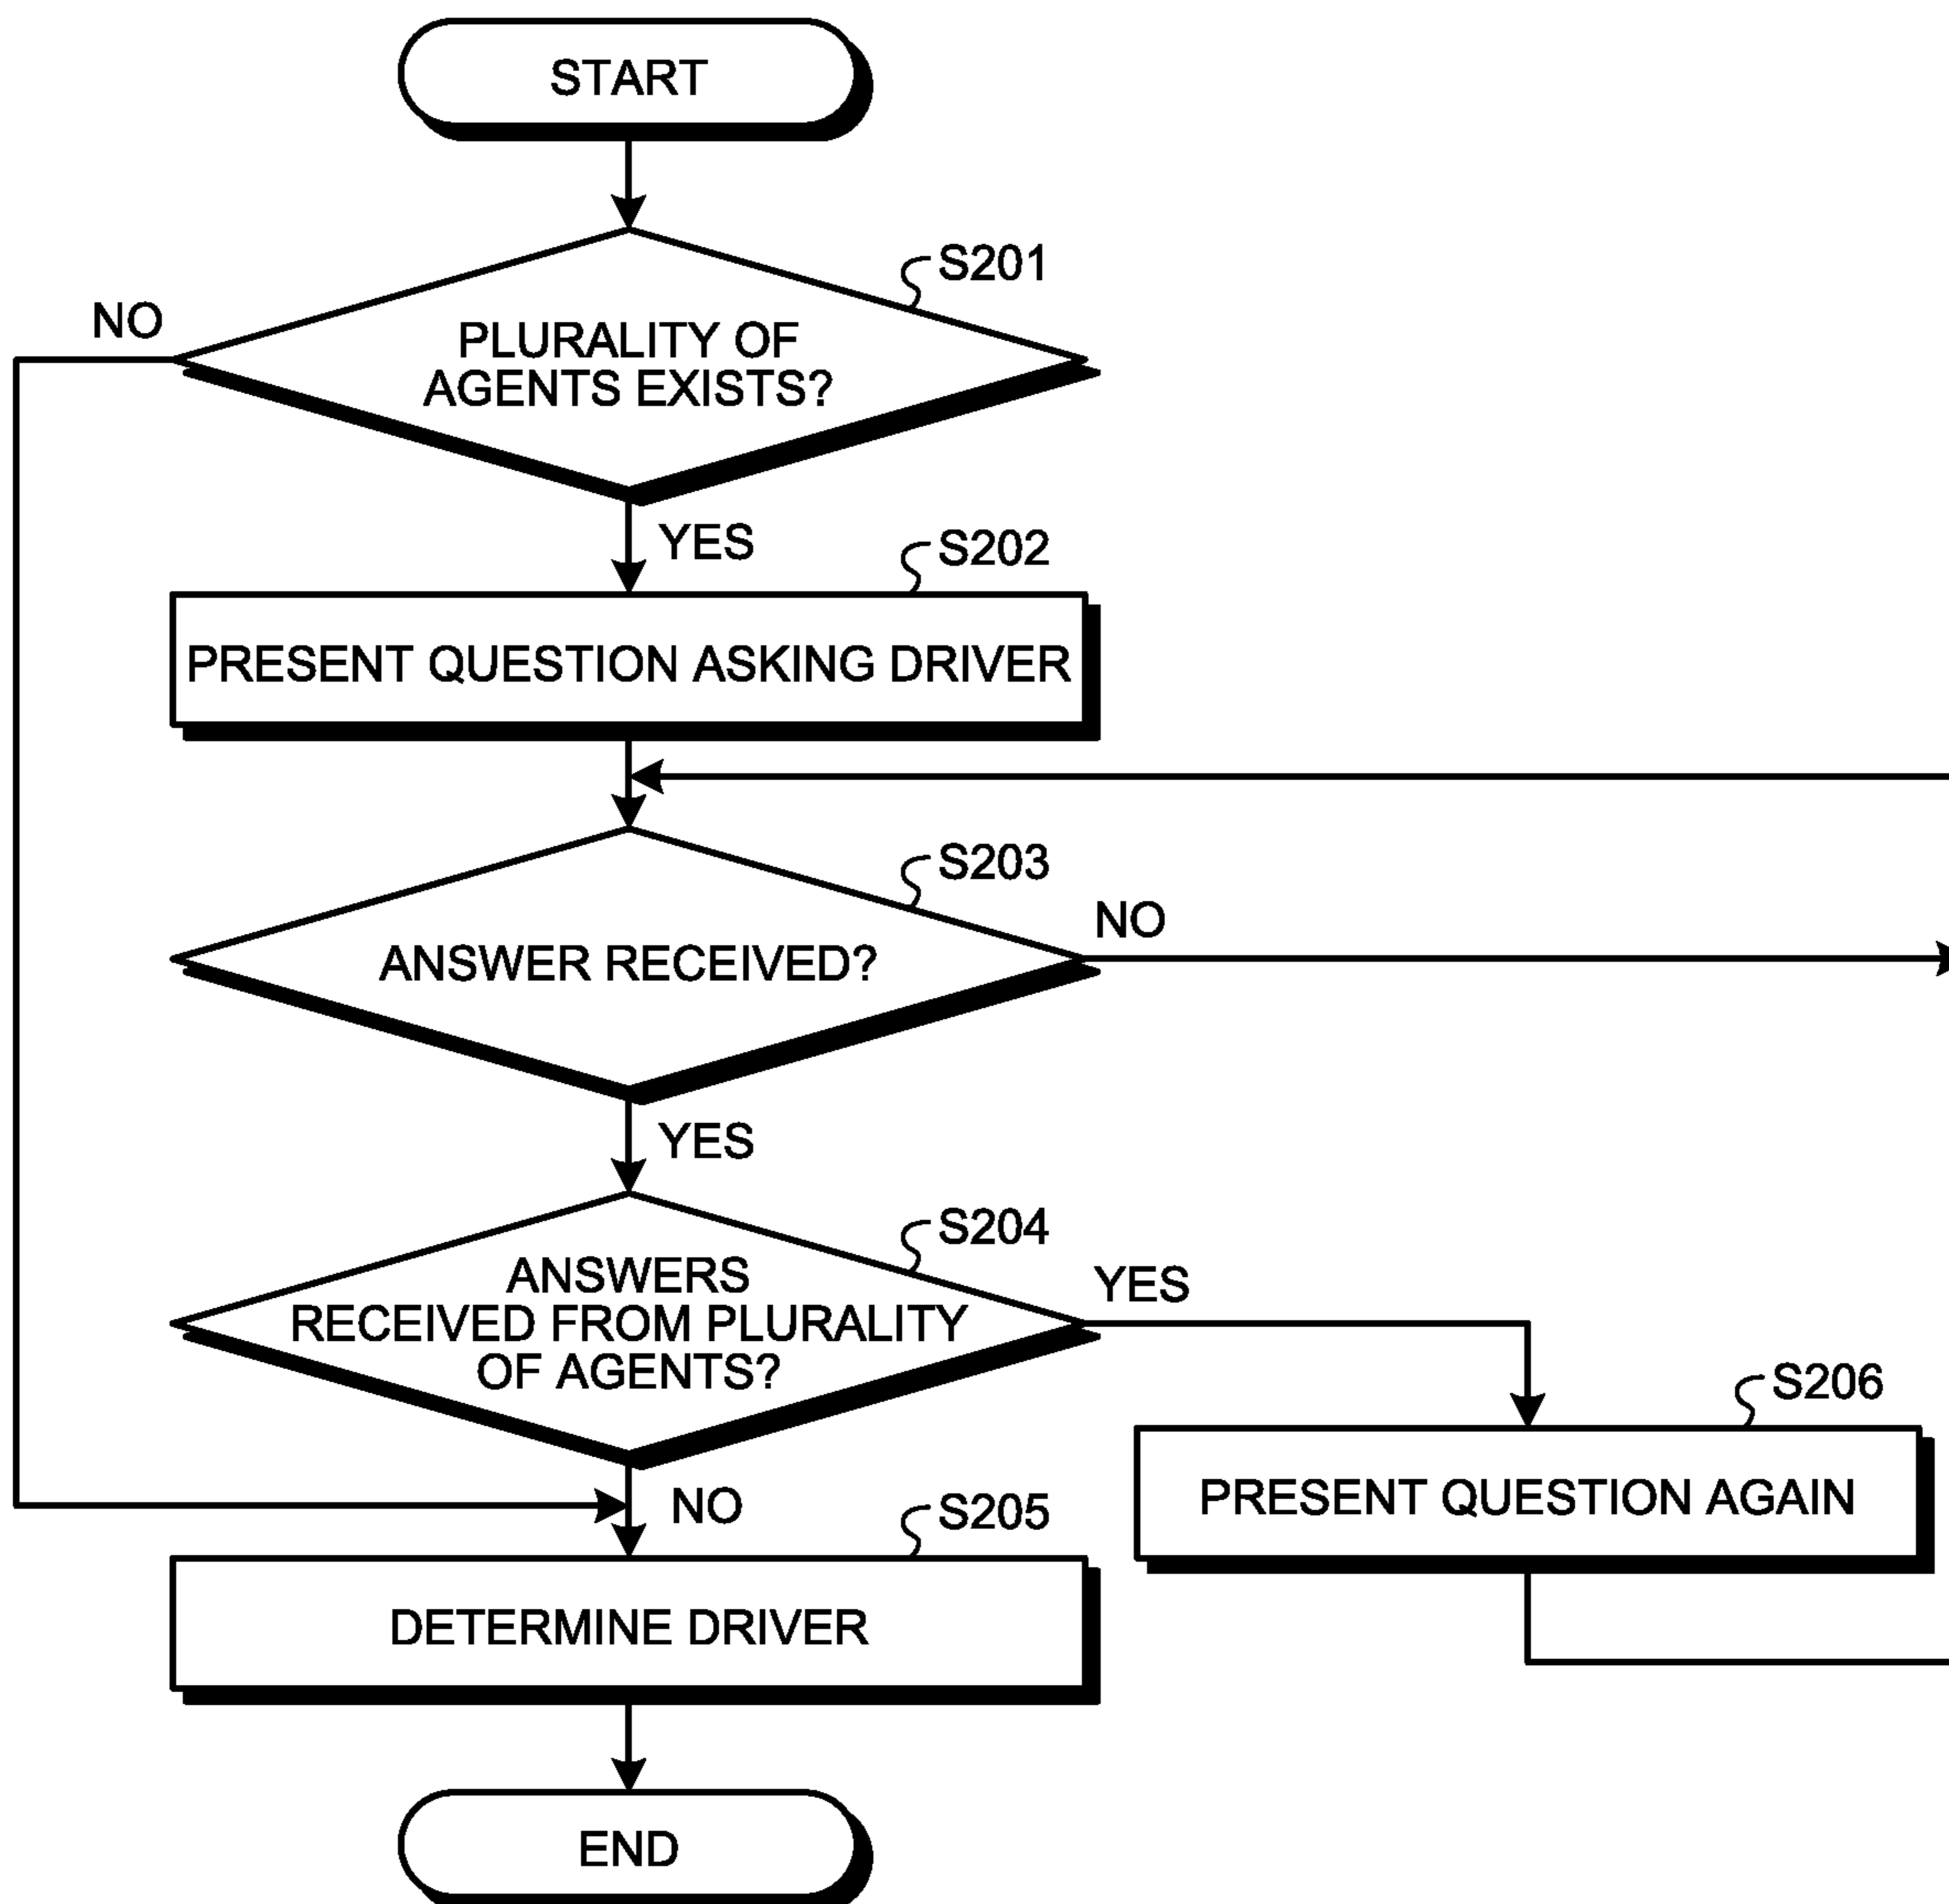 START
S201
NO
PLURALITY OF
AGENTS EXISTS?
YES
S202
PRESENT QUESTION ASKING DRIVER
S203
NO
ANSWER RECEIVED?
YES
S204
ANSWERS
RECEIVED FROM PLURALITY
OF AGENTS?
YES
S206
PRESENT QUESTION AGAIN
NO
S205
DETERMINE DRIVER
END